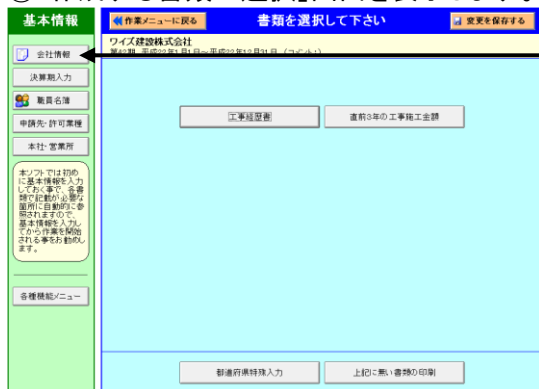 基本情報
作業メニューに戻る
書類を選択して下さい
変更を保存する
ワイズ建設株式会社
会社情報
決算期入力
職員名簿
申請先・許可業種
本社・営業所
工事経歴書
直前3年の工事施工金額
本ソフトでは初め
に基本情報を入力
しておく事で、各書
類で記載が必要な
箇所に自動的に参
照されますので、
基本情報を入力し
てから作業を開始
される事をお勧めし
ます。
各種機能メニュー
都道府県特殊入力
上記に無い書類の印刷